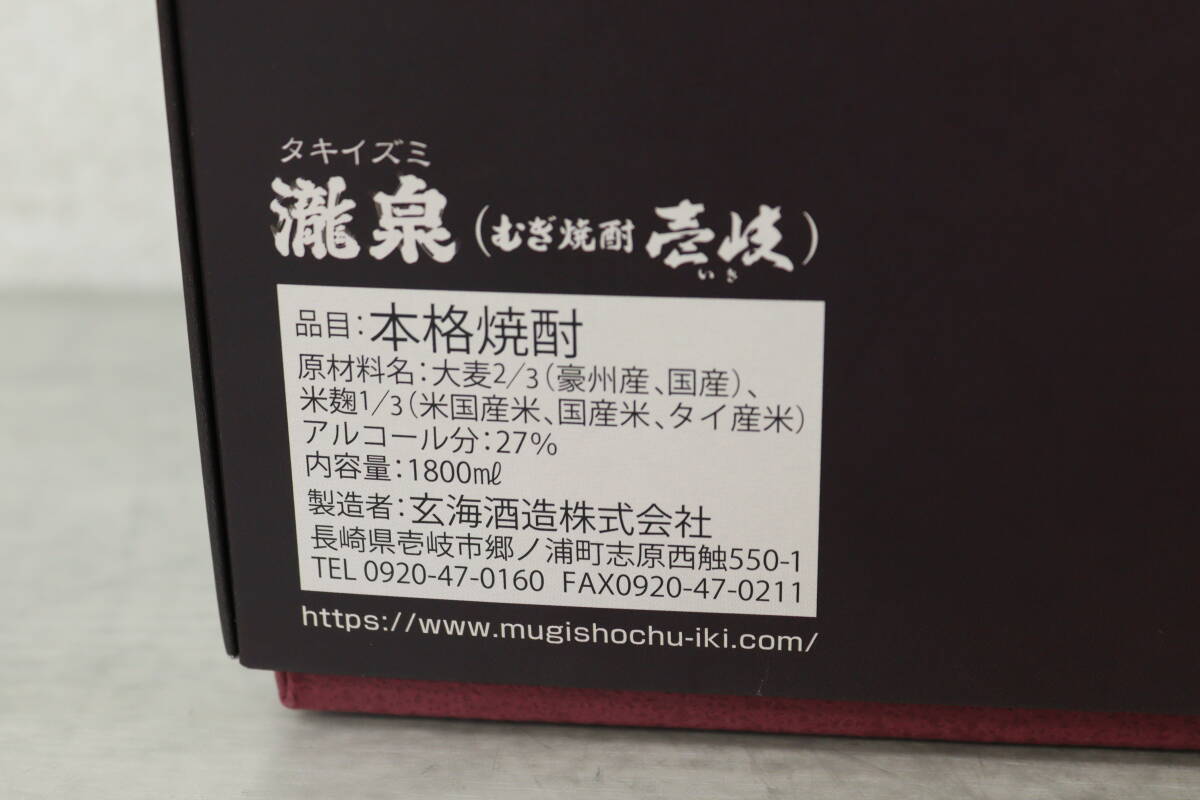 タキイズミ
瀧泉(むぎ焼酎 壱岐)
いき
品目:本格焼酎
原材料名:大麦2/3(豪州産、国産)、
米麹1/3(米国産米、国産米、タイ産米)
アルコール分:27%
内容量:1800㎖
製造者:玄海酒造株式会社
長崎県壱岐市郷ノ浦町志原西触550-1
TEL 0920-47-0160 FAX0920-47-0211
https://www.mugishochu-iki.com/